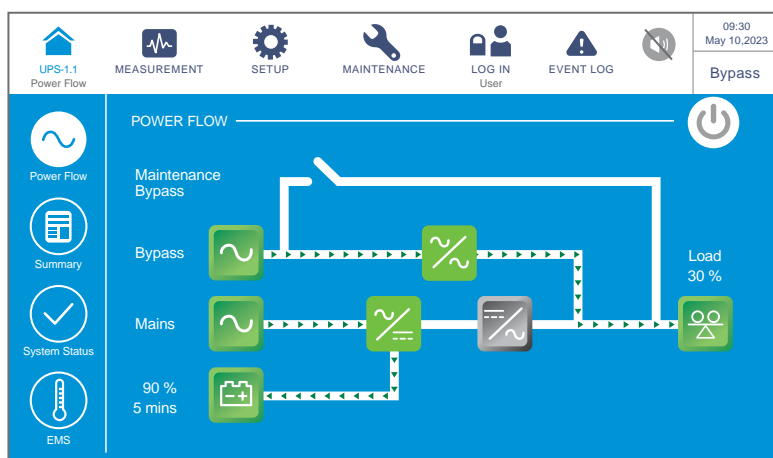 09:30
May 10,2023
Bypass
UPS-1.1
Power Flow
MEASUREMENT
SETUP
MAINTENANCE
LOG IN
User
EVENT LOG
POWER FLOW
Power Flow
Summary
System Status
EMS
Maintenance
Bypass
Bypass
Load
30 %
Mains
90 %
5 mins